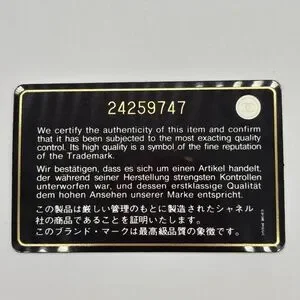 24259747
We certify the authenticity of this item and confirm
that it has been subjected to the most exacting quality
control. Its high quality is a symbol of the fine reputation
of the Trademark.
Wir bestätigen, dass es sich um einen Artikel handelt,
der während seiner Herstellung strengsten Kontrollen
unterworfen war, und dessen erstklassige Qualität
dem hohen Ansehen unserer Marke entspricht.
この製品は厳しい管理のもとに製造されたシャネル
社の商品であることを証明いたします。
このブランド・マークは最高級品質の象徴です。